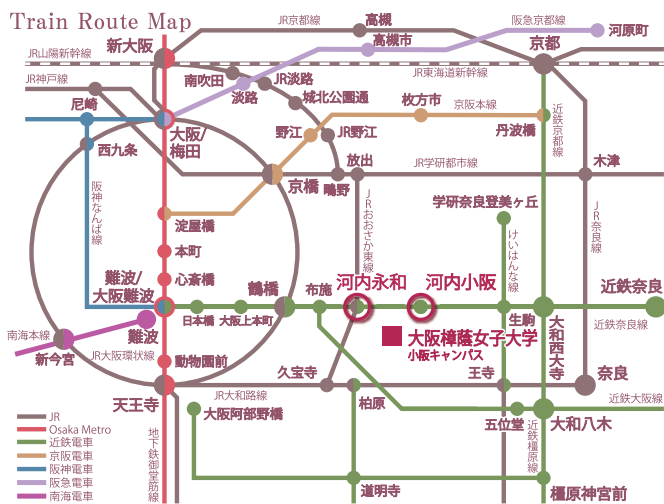 Train Route Map
JR京都線
高槻
阪急京都線
河原町
新大阪
高槻市
京都
JR山陽新幹線
JR東海道新幹線
JR神戸線
南吹田
JR淡路
淡路
尼崎
城北公園通
枚方市
京阪本線
近鉄京都線
大阪/
梅田
野江
JR野江
丹波橋
西九条
放出
JR学研都市線
木津
京橋
鴫野
阪神なんば線
JRおおさか東線
学研奈良登美ヶ丘
JR奈良線
淀屋橋
けいはんな線
本町
心斎橋
難波/
大阪難波
鶴橋
布施
河内永和
河内小阪
近鉄奈良
日本橋
大阪上本町
生駒
近鉄奈良線
南海本線
難波
大阪樟蔭女子大学
小阪キャンパス
大和西大寺
新今宮
JR大阪環状線
動物園前
久宝寺
王寺
奈良
天王寺
JR大和路線
柏原
近鉄大阪線
大阪阿部野橋
五位堂
大和八木
JR
Osaka Metro
近鉄電車
京阪電車
阪神電車
阪急電車
南海電車
地下鉄御堂筋線
近鉄橿原線
道明寺
橿原神宮前